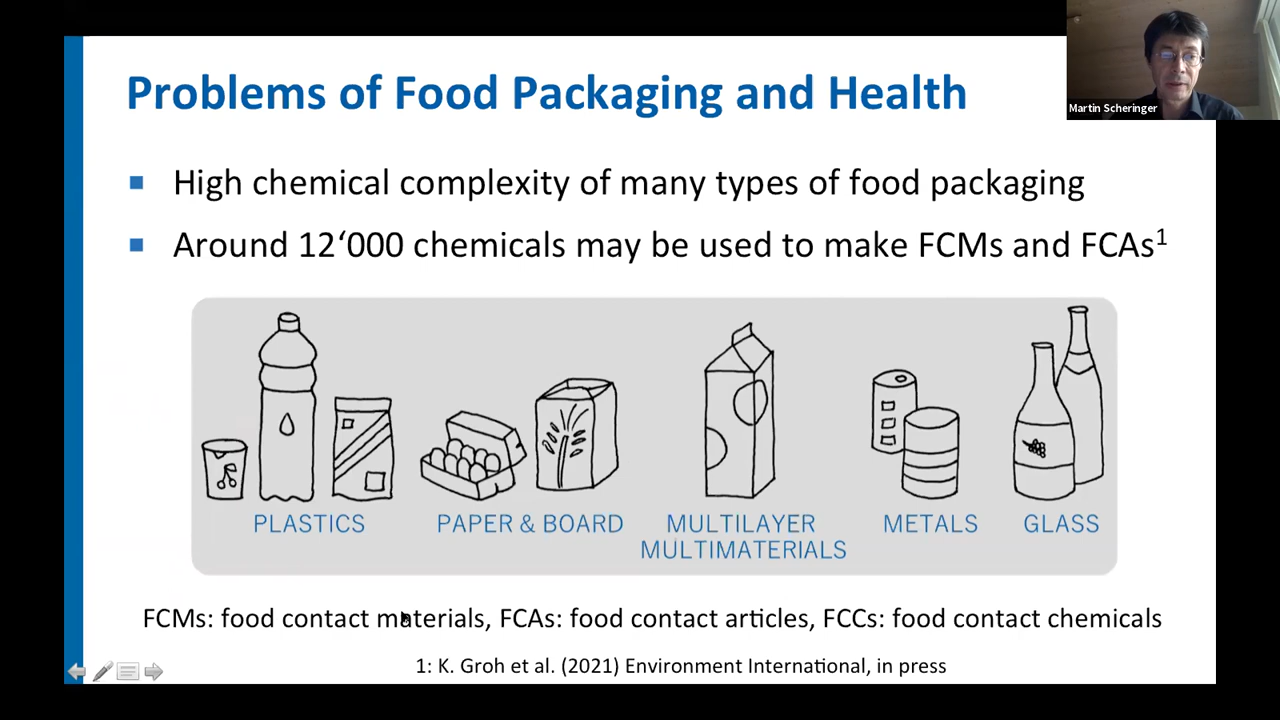 Problems of Food Packaging and Health
Martin Scheringer
High chemical complexity of many types of food packaging
Around 12‘000 chemicals may be used to make FCMs and FCAs1
PLASTICS
PAPER & BOARD
MULTILAYER
MULTIMATERIALS
METALS
GLASS
FCMs: food contact materials, FCAs: food contact articles, FCCs: food contact chemicals
1: K. Groh et al. (2021) Environment International, in press